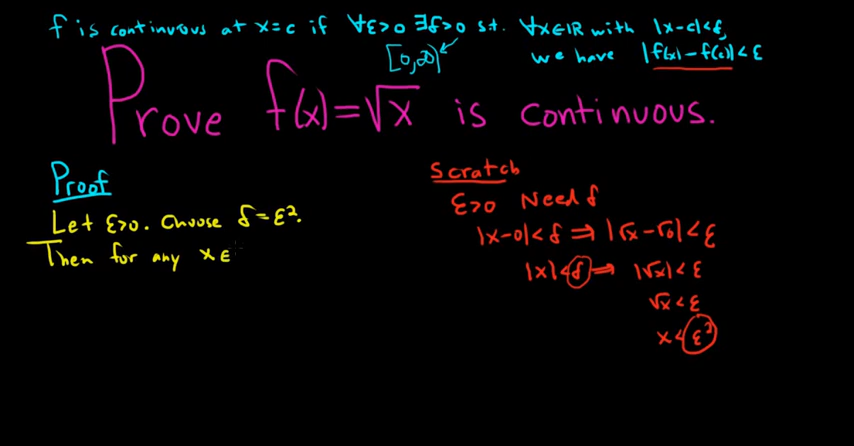 f is continuous at x=c if ∀ε>0 ∃δ>0 s.t. ∀x∈ℝ with |x-c|<δ,
[0,∞) we have |f(x)-f(c)|<ε
Prove f(x)=√x is continuous.
Proof
Let ε>0. Choose δ=ε².
Then for any x∈
Scratch
ε>0 Need δ
|x-0|<δ ⇒ |√x-√0|<ε
|x|<δ ⇒ |√x|<ε
√x<ε
x<ε²